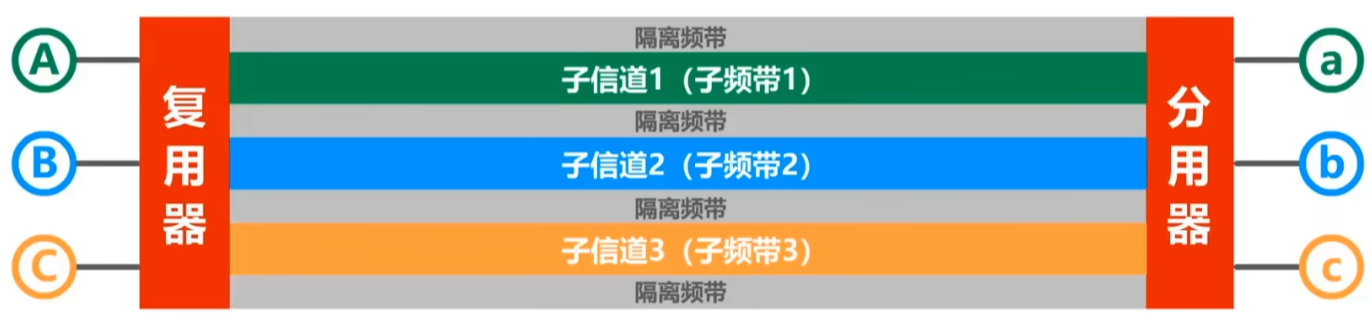 隔离频带
A
子信道1（子频带1）
a
复用器
隔离频带
分用器
B
子信道2（子频带2）
b
隔离频带
C
子信道3（子频带3）
c
隔离频带